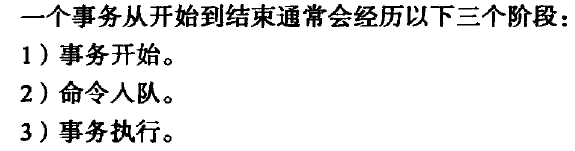 一个事务从开始到结束通常会经历以下三个阶段：
1）事务开始。
2）命令入队。
3）事务执行。